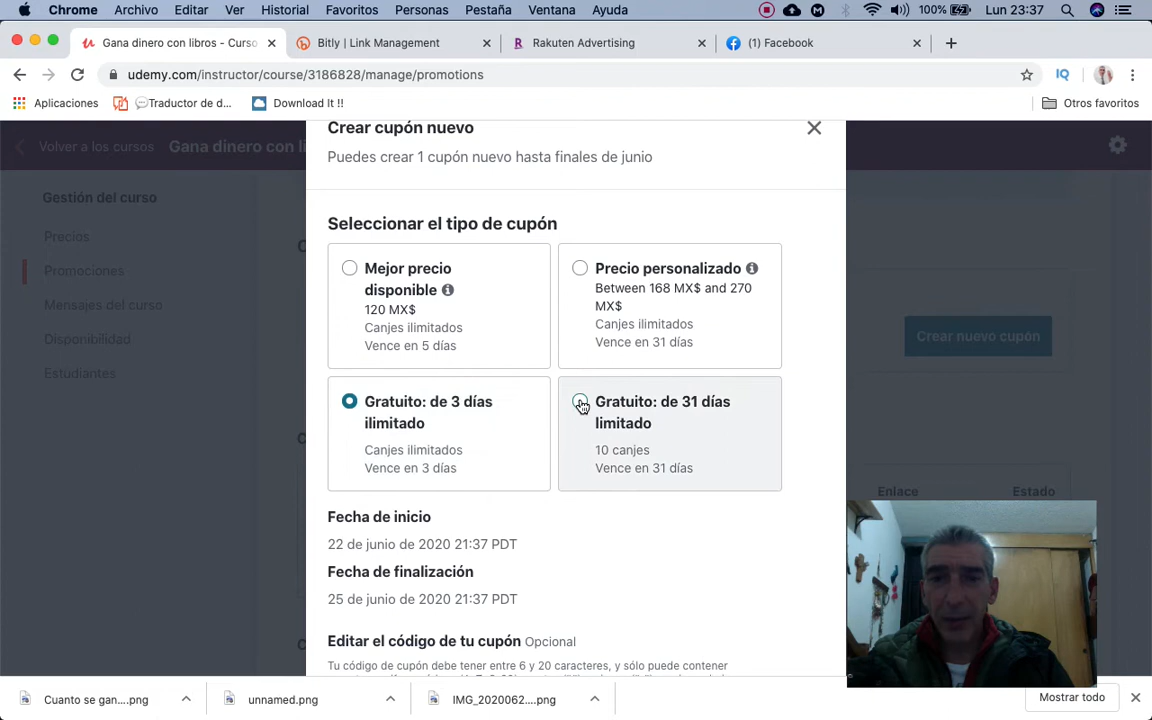 Chrome Archivo Editar Ver Historial Favoritos Personas Pestaña Ventana Ayuda 100% Lun 23:37
Gana dinero con libros - Curso Bitly | Link Management Rakuten Advertising (1) Facebook
udemy.com/instructor/course/3186828/manage/promotions
Aplicaciones Traductor de d... Download It !! Otros favoritos
Volver a los cursos Gana dinero con li
Crear cupón nuevo
Puedes crear 1 cupón nuevo hasta finales de junio
Gestión del curso
Precios
Promociones
Mensajes del curso
Disponibilidad
Estudiantes
Seleccionar el tipo de cupón
Mejor precio
disponible
120 MX$
Canjes ilimitados
Vence en 5 días
Precio personalizado
Between 168 MX$ and 270
MX$
Canjes ilimitados
Vence en 31 días
Crear nuevo cupón
Gratuito: de 3 días
ilimitado
Canjes ilimitados
Vence en 3 días
Gratuito: de 31 días
limitado
10 canjes
Vence en 31 días
Enlace Estado
Fecha de inicio
22 de junio de 2020 21:37 PDT
Fecha de finalización
25 de junio de 2020 21:37 PDT
Editar el código de tu cupón Opcional
Tu código de cupón debe tener entre 6 y 20 caracteres, y sólo puede contener
Cuanto se gan....png unnamed.png IMG_2020062....png Mostrar todo